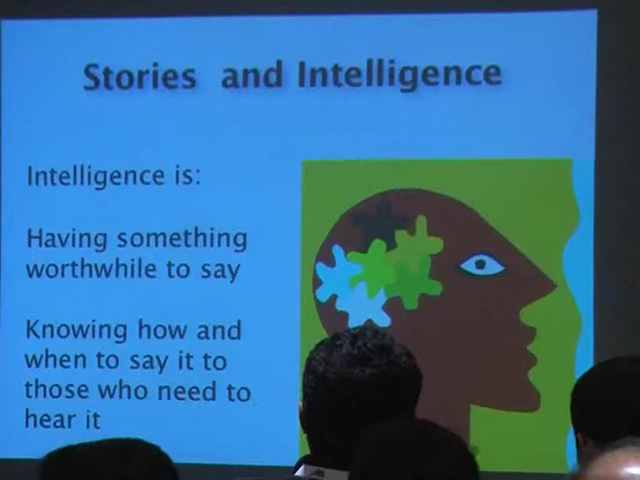 Stories and Intelligence
Intelligence is:
Having something
worthwhile to say
Knowing how and
when to say it to
those who need to
hear it